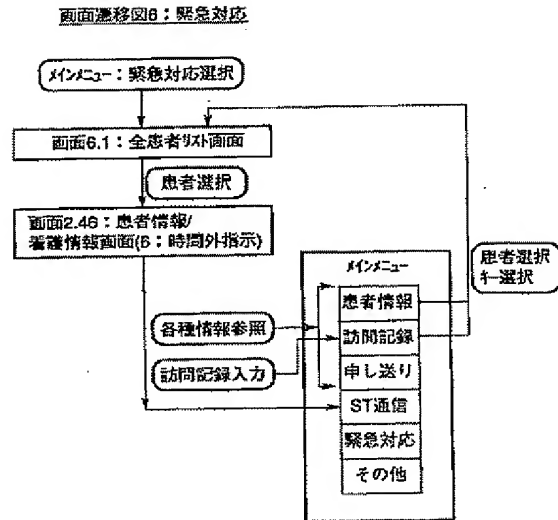 画面遷移図6：緊急対応
メインメニュー：緊急対応選択
画面6.1：全患者リスト画面
患者選択
画面2.46：患者情報/
看護情報画面(6：時間外指示)
メインメニュー
患者情報
訪問記録
申し送り
ST通信
緊急対応
その他
各種情報参照
訪問記録入力
患者選択
キー選択